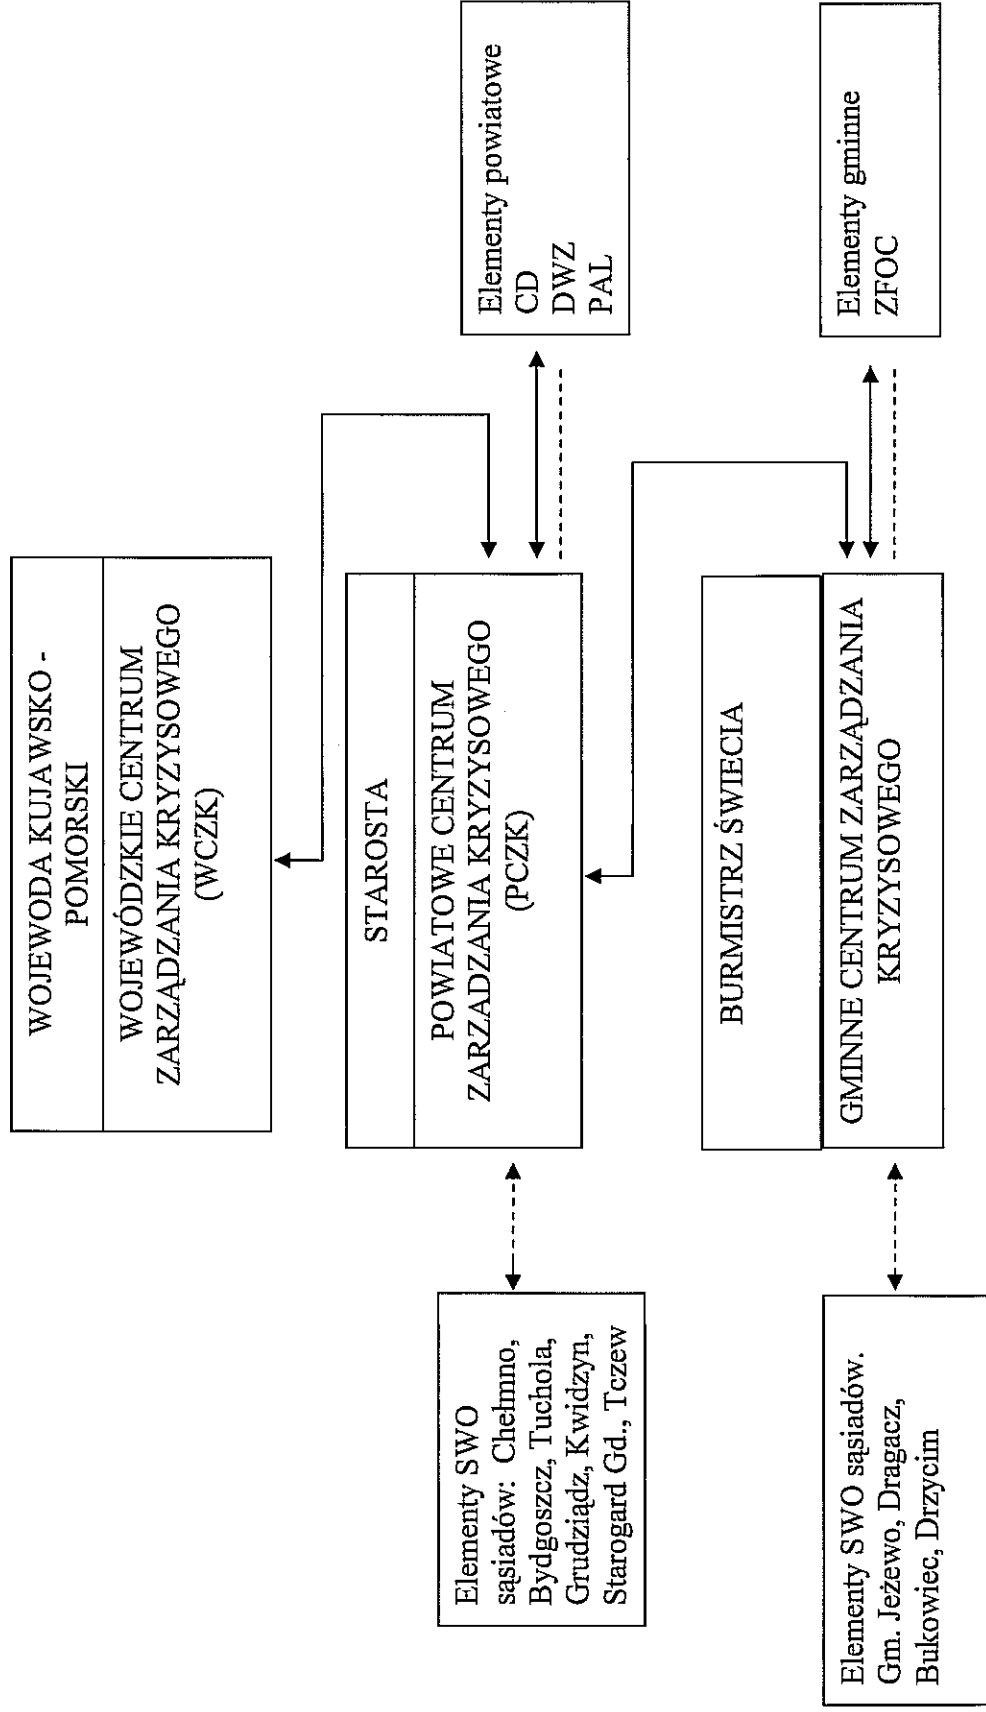 WOJEWODA KUJAWSKO -
POMORSKI
WOJEWÓDZKIE CENTRUM
ZARZĄDZANIA KRYZYSOWEGO
(WCZK)
STAROSTA
POWIATOWE CENTRUM
ZARZADZANIA KRYZYSOWEGO
(PCZK)
Elementy SWO
sąsiadów: Chełmno,
Bydgoszcz, Tuchola,
Grudziądz, Kwidzyn,
Starogard Gd., Tczew
Elementy powiatowe
CD
DWZ
PAL
BURMISTRZ ŚWIECIA
GMINNE CENTRUM ZARZĄDZANIA
KRYZYSOWEGO
Elementy SWO sąsiadów.
Gm. Jeżewo, Dragacz,
Bukowiec, Drzycim
Elementy gminne
ZFOC